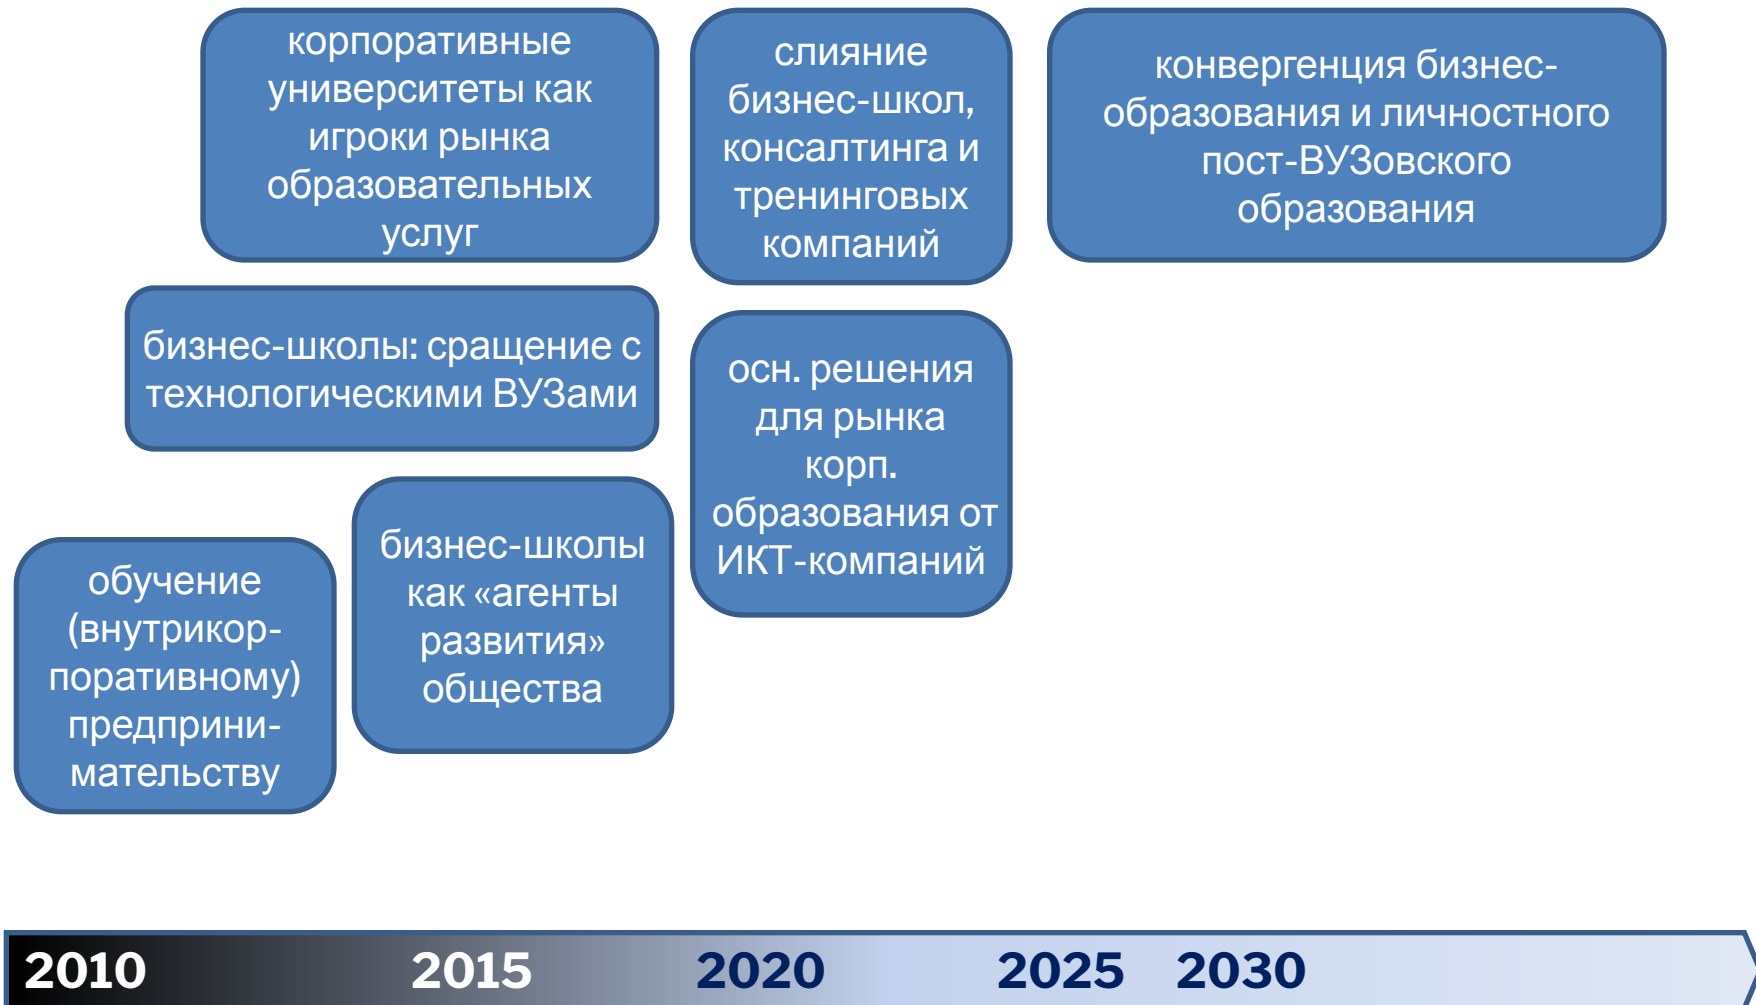 корпоративные
университеты как
игроки рынка
образовательных
услуг
слияние
бизнес-школ,
консалтинга и
тренинговых
компаний
конвергенция бизнес-
образования и личностного
пост-ВУЗовского
образования
бизнес-школы: сращение с
технологическими ВУЗами
осн. решения
для рынка
корп.
образования от
ИКТ-компаний
бизнес-школы
как «агенты
развития»
общества
обучение
(внутрикор-
поративному)
предприни-
мательству
2010 2015 2020 2025 2030